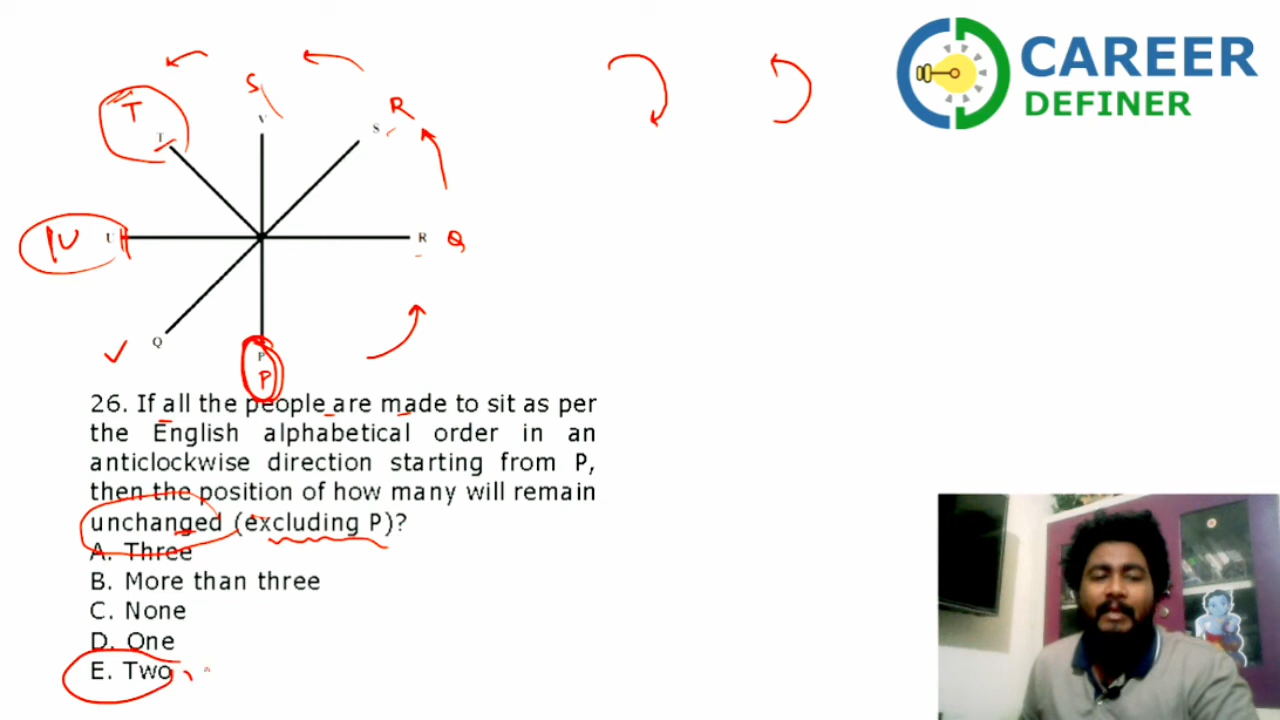 CAREER
DEFINER
S
T
R
V
S
T
U
U
R
Q
Q
P
P
26. If all the people are made to sit as per
the English alphabetical order in an
anticlockwise direction starting from P,
then the position of how many will remain
unchanged (excluding P)?
A. Three
B. More than three
C. None
D. One
E. Two